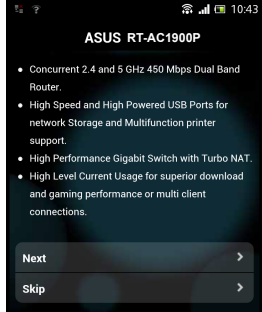 10:43
ASUS RT-AC1900P
• Concurrent 2.4 and 5 GHz 450 Mbps Dual Band
Router.
• High Speed and High Powered USB Ports for
network Storage and Multifunction printer
support.
• High Performance Gigabit Switch with Turbo NAT.
• High Level Current Usage for superior download
and gaming performance or multi client
connections.
Next
Skip